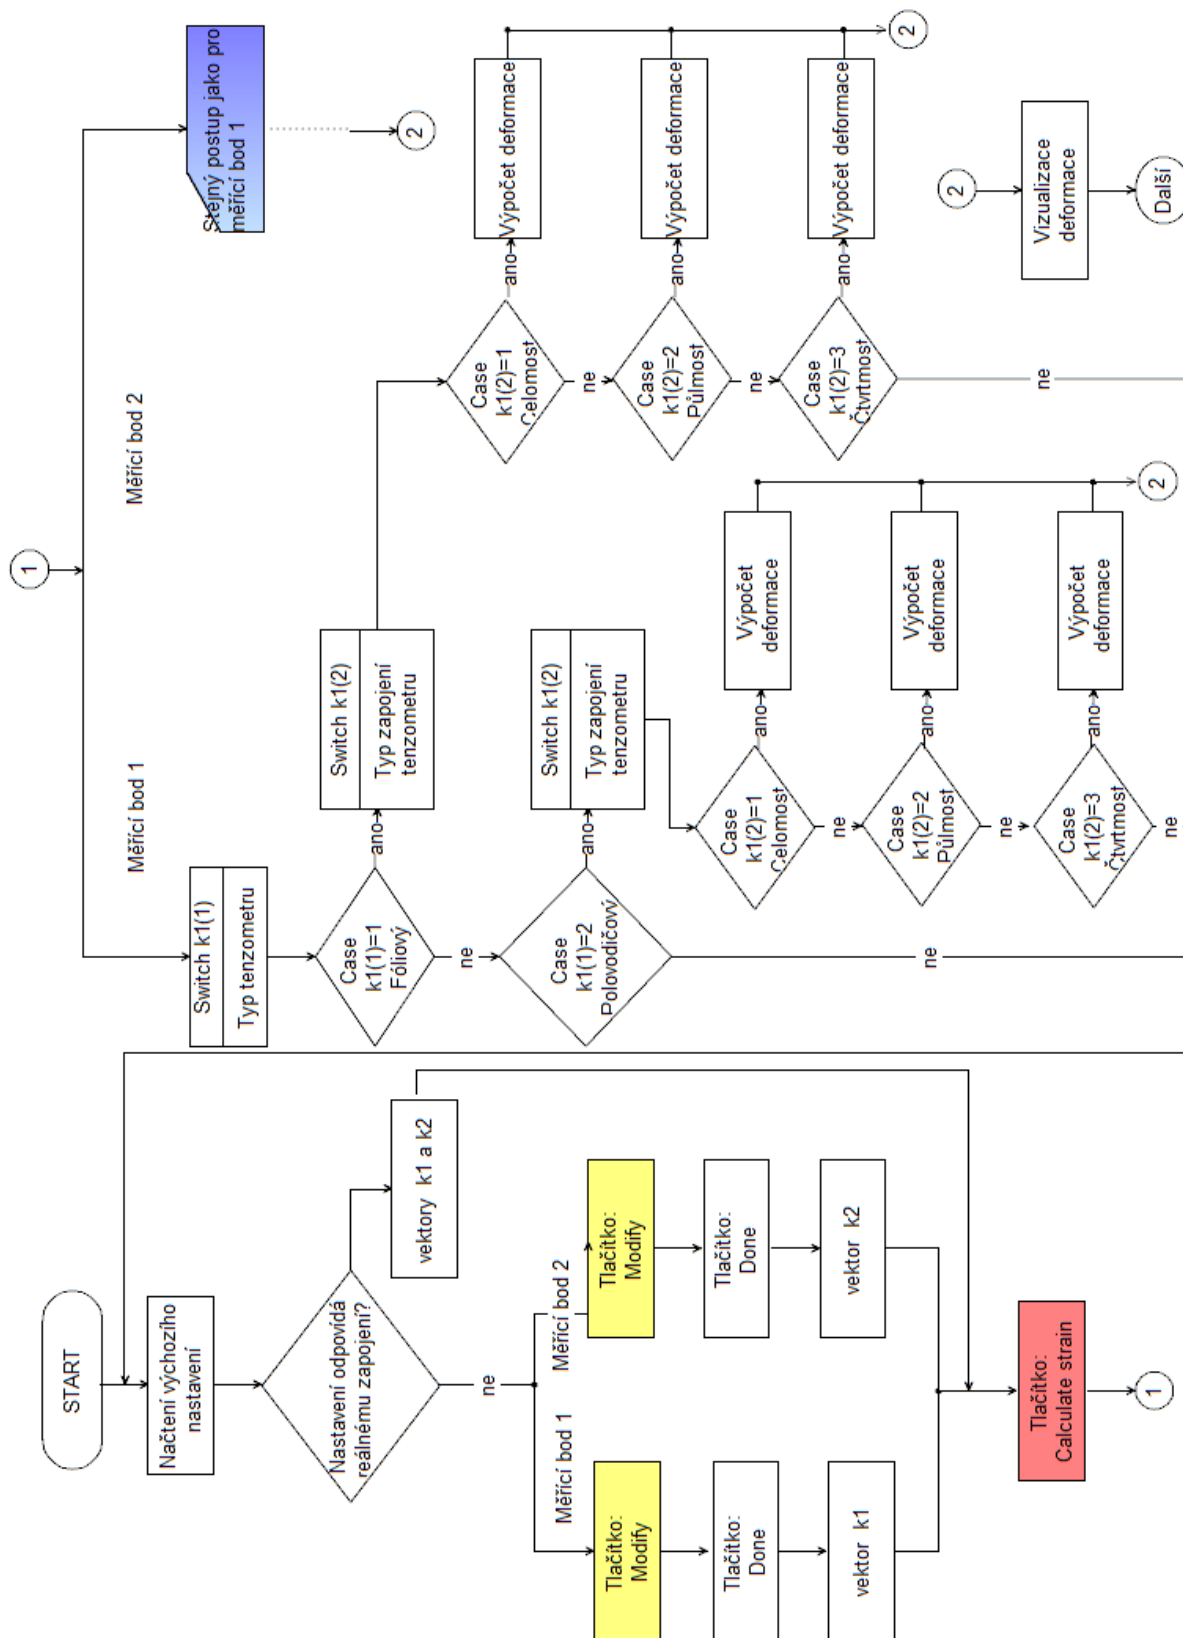 START
Načtení výchozího
nastavení
Nastavení odpovídá
reálnému zapojení?
vektory k1 a k2
ne
Měřící bod 1
Měřící bod 2
Tlačítko:
Modify
Tlačítko:
Done
vektor k1
Tlačítko:
Modify
Tlačítko:
Done
vektor k2
Tlačítko:
Calculate strain
1
1
Měřící bod 1
Měřící bod 2
Switch k1(1)
Typ tenzometru
Case
k1(1)=1
Fóliový
ano
Switch k1(2)
Typ zapojení
tenzometru
ne
Case
k1(1)=2
Polovodičový
ano
Switch k1(2)
Typ zapojení
tenzometru
ne
Case
k1(2)=1
Celomost
ano
Výpočet
deformace
ne
Case
k1(2)=2
Půlmost
ano
Výpočet
deformace
ne
Case
k1(2)=3
Čtvrtmost
ano
Výpočet
deformace
ne
2
Stejný postup jako pro
měřící bod 1
2
Case
k1(2)=1
Celomost
ano
Výpočet deformace
ne
Case
k1(2)=2
Půlmost
ano
Výpočet deformace
ne
Case
k1(2)=3
Čtvrtmost
ano
Výpočet deformace
ne
2
2
Vizualizace
deformace
Další